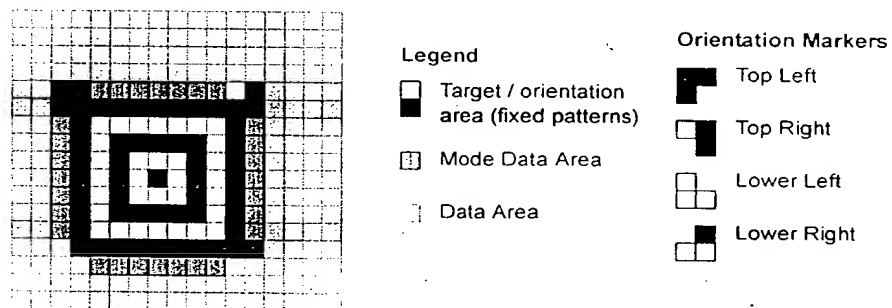 Legend
Target / orientation
area (fixed patterns)
Mode Data Area
Data Area
Orientation Markers
Top Left
Top Right
Lower Left
Lower Right